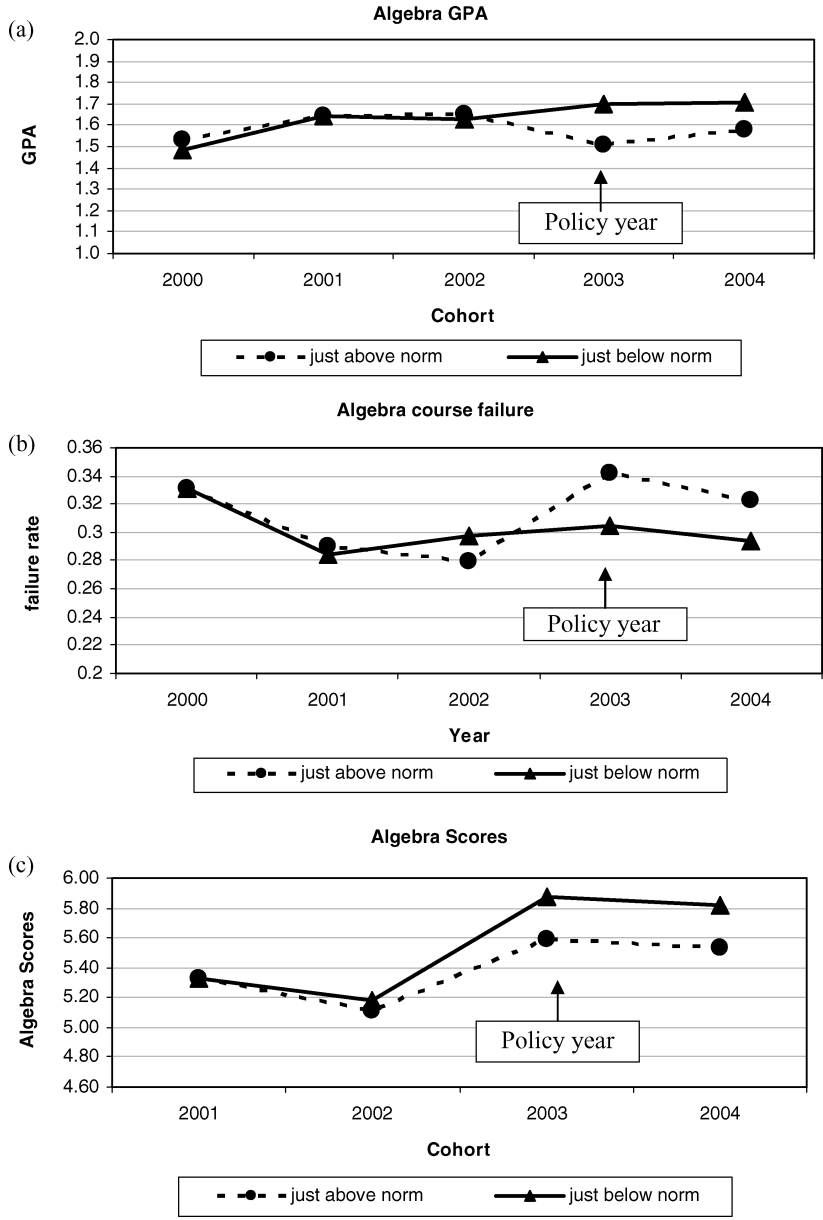 (a)
Algebra GPA
2.0
1.9
1.8
1.7
1.6
1.5
1.4
1.3
1.2
1.1
1.0
GPA
Policy year
2000 2001 2002 2003 2004
Cohort
just above norm just below norm
(b)
Algebra course failure
0.36
0.34
0.32
0.3
0.28
0.26
0.24
0.22
0.2
failure rate
Policy year
2000 2001 2002 2003 2004
Year
just above norm just below norm
(c)
Algebra Scores
6.00
5.80
5.60
5.40
5.20
5.00
4.80
4.60
Algebra Scores
Policy year
2001 2002 2003 2004
Cohort
just above norm just below norm